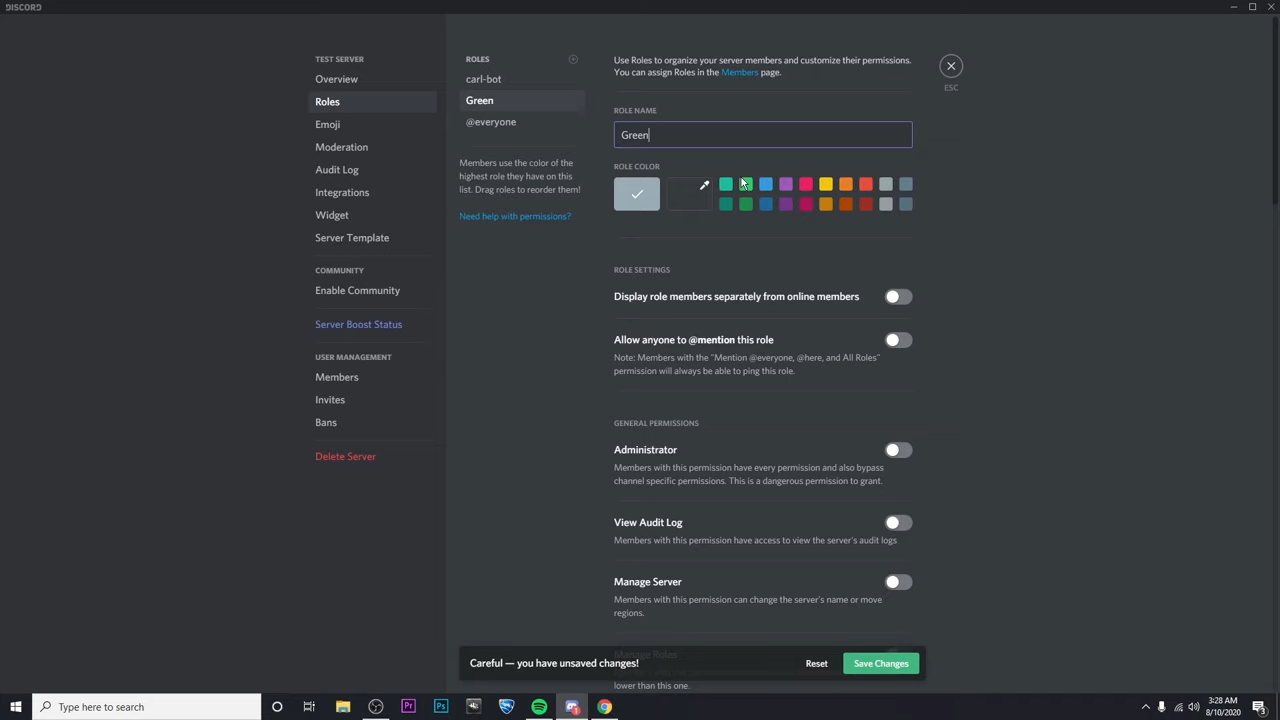 DISCORD
TEST SERVER
Overview
Roles
Emoji
Moderation
Audit Log
Integrations
Widget
Server Template
COMMUNITY
Enable Community
Server Boost Status
USER MANAGEMENT
Members
Invites
Bans
Delete Server
ROLES
carl-bot
Green
@everyone
Members use the color of the
highest role they have on this
list. Drag roles to reorder them!
Need help with permissions?
Use Roles to organize your server members and customize their permissions.
You can assign Roles in the Members page.
ESC
ROLE NAME
Green
ROLE COLOR
ROLE SETTINGS
Display role members separately from online members
Allow anyone to @mention this role
Note: Members with the "Mention @everyone, @here, and All Roles"
permission will always be able to ping this role.
GENERAL PERMISSIONS
Administrator
Members with this permission have every permission and also bypass
channel specific permissions. This is a dangerous permission to grant.
View Audit Log
Members with this permission have access to view the server's audit logs
Manage Server
Members with this permission can change the server's name or move
regions.
Manage Roles
lower than this one.
Careful — you have unsaved changes!
Reset
Save Changes
Type here to search
Pr
Ps
1
3:28 AM
8/10/2020